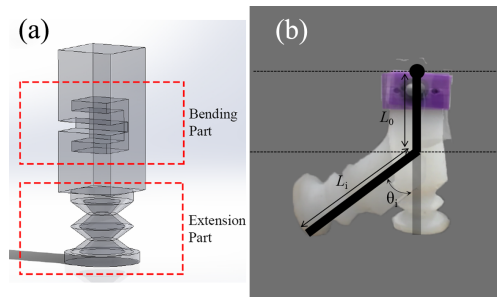 (a)
Bending
Part
Extension
Part
(b)
L₀
Lᵢ
θᵢ